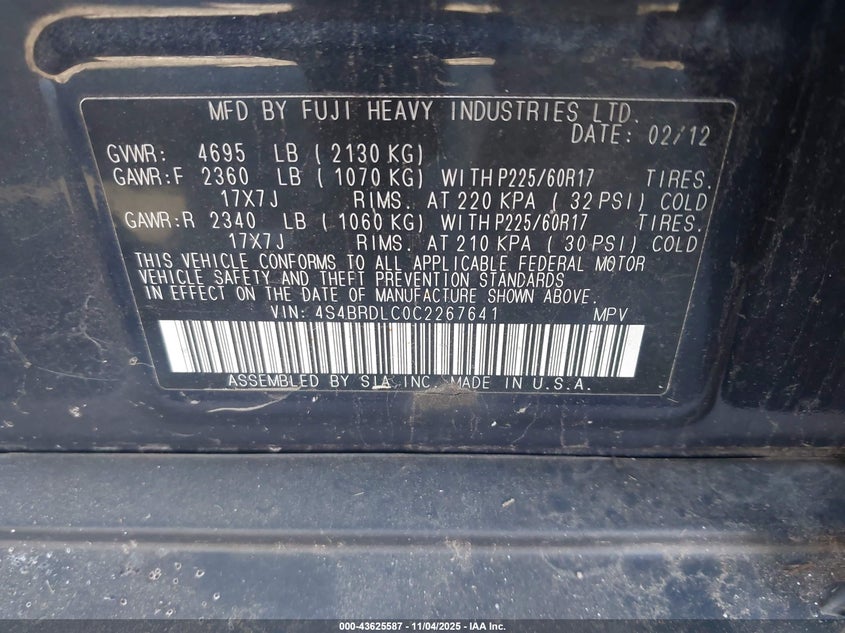 MFD BY FUJI HEAVY INDUSTRIES LTD.
DATE: 02/12
GVWR: 4695 LB ( 2130 KG)
GAWR:F 2360 LB ( 1070 KG) WITH P225/60R17 TIRES.
17X7J RIMS. AT 220 KPA ( 32 PSI) COLD
GAWR:R 2340 LB ( 1060 KG) WITH P225/60R17 TIRES.
17X7J RIMS. AT 210 KPA ( 30 PSI) COLD
THIS VEHICLE CONFORMS TO ALL APPLICABLE FEDERAL MOTOR
VEHICLE SAFETY AND THEFT PREVENTION STANDARDS
IN EFFECT ON THE DATE OF MANUFACTURE SHOWN ABOVE.
VIN: 4S4BRDLC0C2267641 MPV
ASSEMBLED BY SIA INC. MADE IN U.S.A.
000-43625587 - 11/04/2025 - IAA Inc.